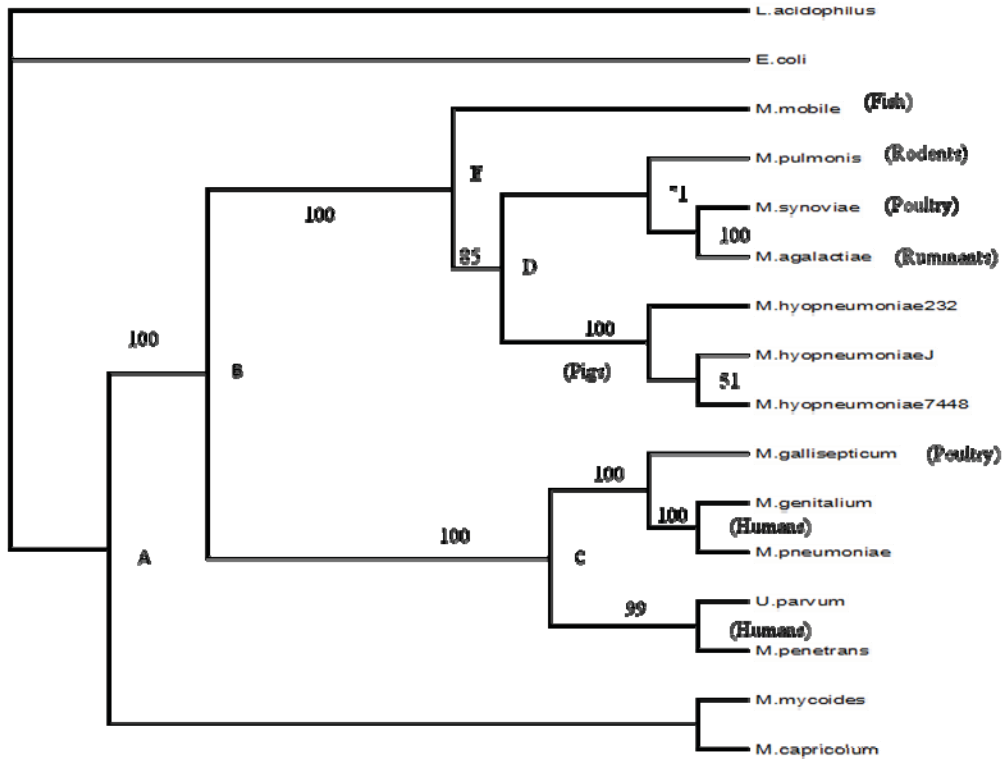 L.acidophilus
E.coli
M.mobile (Fish)
M.pulmonis (Rodents)
M.synoviae (Poultry)
M.agalactiae (Ruminants)
M.hyopneumoniae232
M.hyopneumoniaeJ
M.hyopneumoniae7448
M.gallisepticum (Poultry)
M.genitalium
(Humans)
M.pneumoniae
U.parvum
(Humans)
M.penetrans
M.mycoides
M.capricolum
100
100
85
D
100
100
(Pigs)
51
B
100
100
100
C
99
A